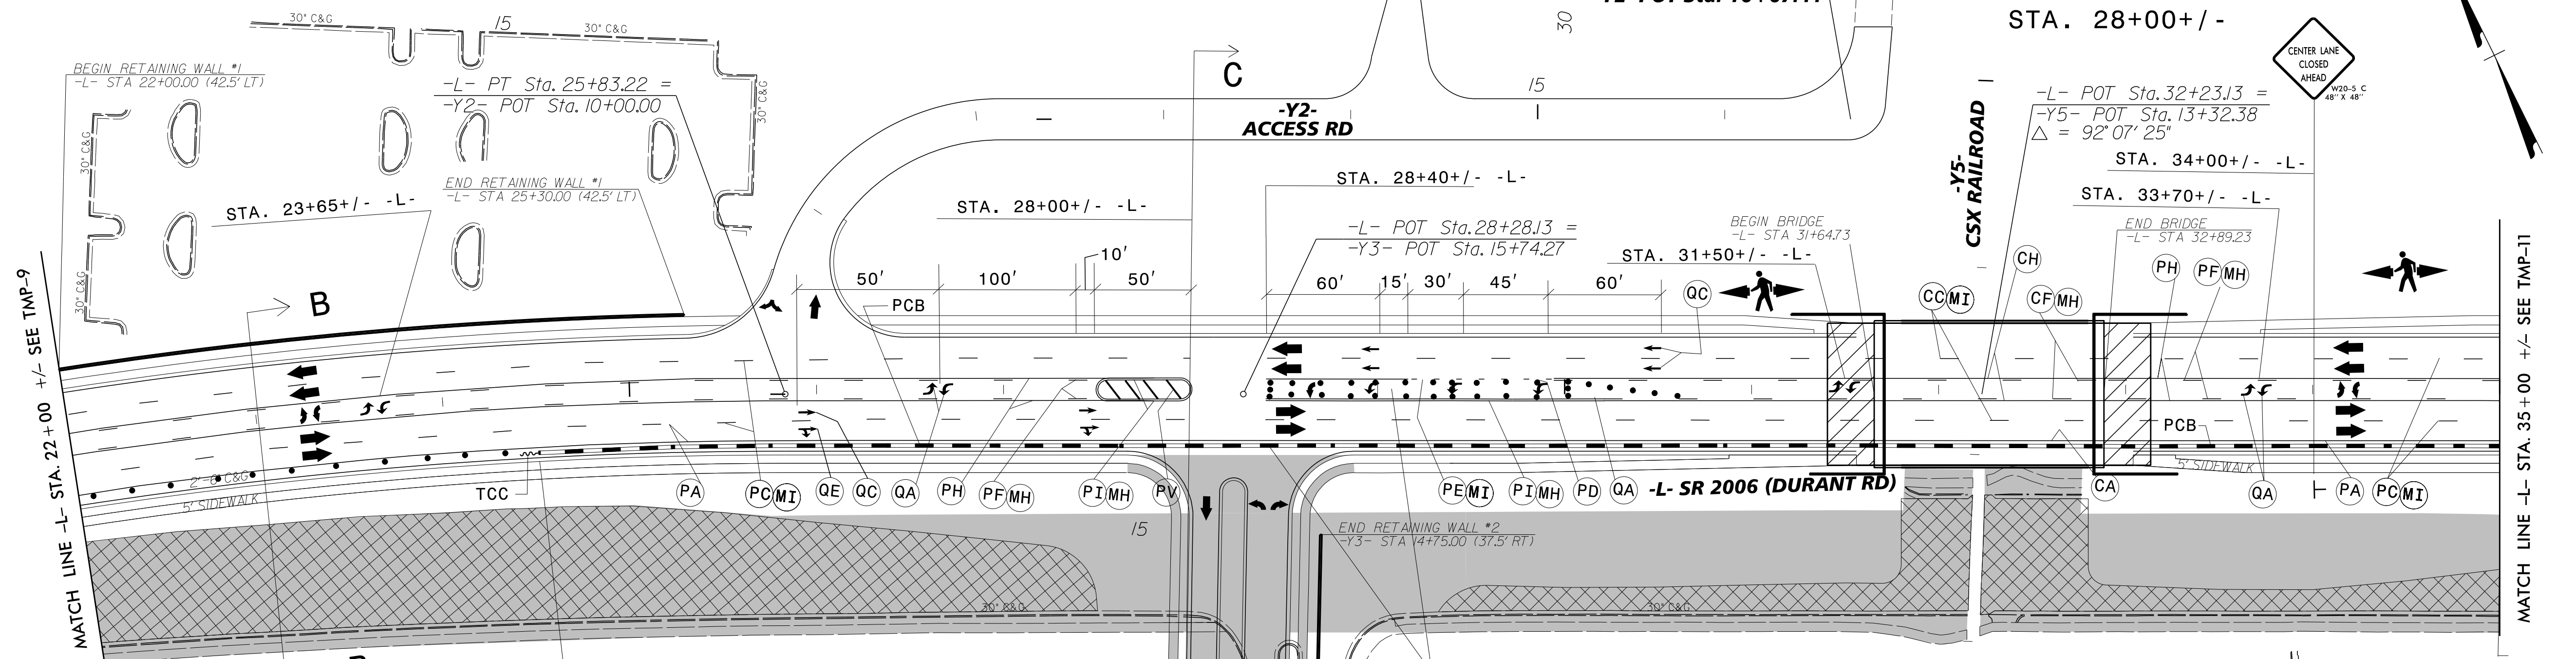 30" C&G
15
30" C&G
30
STA. 28+00+/-
CENTER LANE
CLOSED
AHEAD
W20-5 C
48" X 48"
BEGIN RETAINING WALL #1
-L- STA 22+00.00 (42.5' LT)
-L- PT Sta. 25+83.22 =
-Y2- POT Sta. 10+00.00
30" C&G
C
15
-Y2-
ACCESS RD
-L- POT Sta. 32+23.13 =
-Y5- POT Sta. 13+32.38
△ = 92° 07' 25"
-Y5-
CSX RAILROAD
30" C&G
END RETAINING WALL #1
-L- STA 25+30.00 (42.5' LT)
STA. 23+65+/- -L-
STA. 28+00+/- -L-
STA. 28+40+/- -L-
STA. 34+00+/- -L-
STA. 33+70+/- -L-
-L- POT Sta. 28+28.13 =
-Y3- POT Sta. 15+74.27
BEGIN BRIDGE
-L- STA 31+64.73
END BRIDGE
-L- STA 32+89.23
STA. 31+50+/- -L-
10'
50'
100'
50'
60'
15'
30'
45'
60'
30" C&G
B
PCB
QC
CC
MI
CH
CF
MH
PH
PF
MH
MATCH LINE -L- STA. 22+00 +/- SEE TMP-9
MATCH LINE -L- STA. 35+00 +/- SEE TMP-11
PCB
2'-6" C&G
5' SIDEWALK
5' SIDEWALK
TCC
PA
PC
MI
QE
QC
QA
PH
PF
MH
PI
MH
PV
PE
MI
PI
MH
PD
QA
-L- SR 2006 (DURANT RD)
CA
QA
PA
PC
MI
15
END RETAINING WALL #2
-Y3- STA 14+75.00 (37.5' RT)
30" C&G
30" C&G